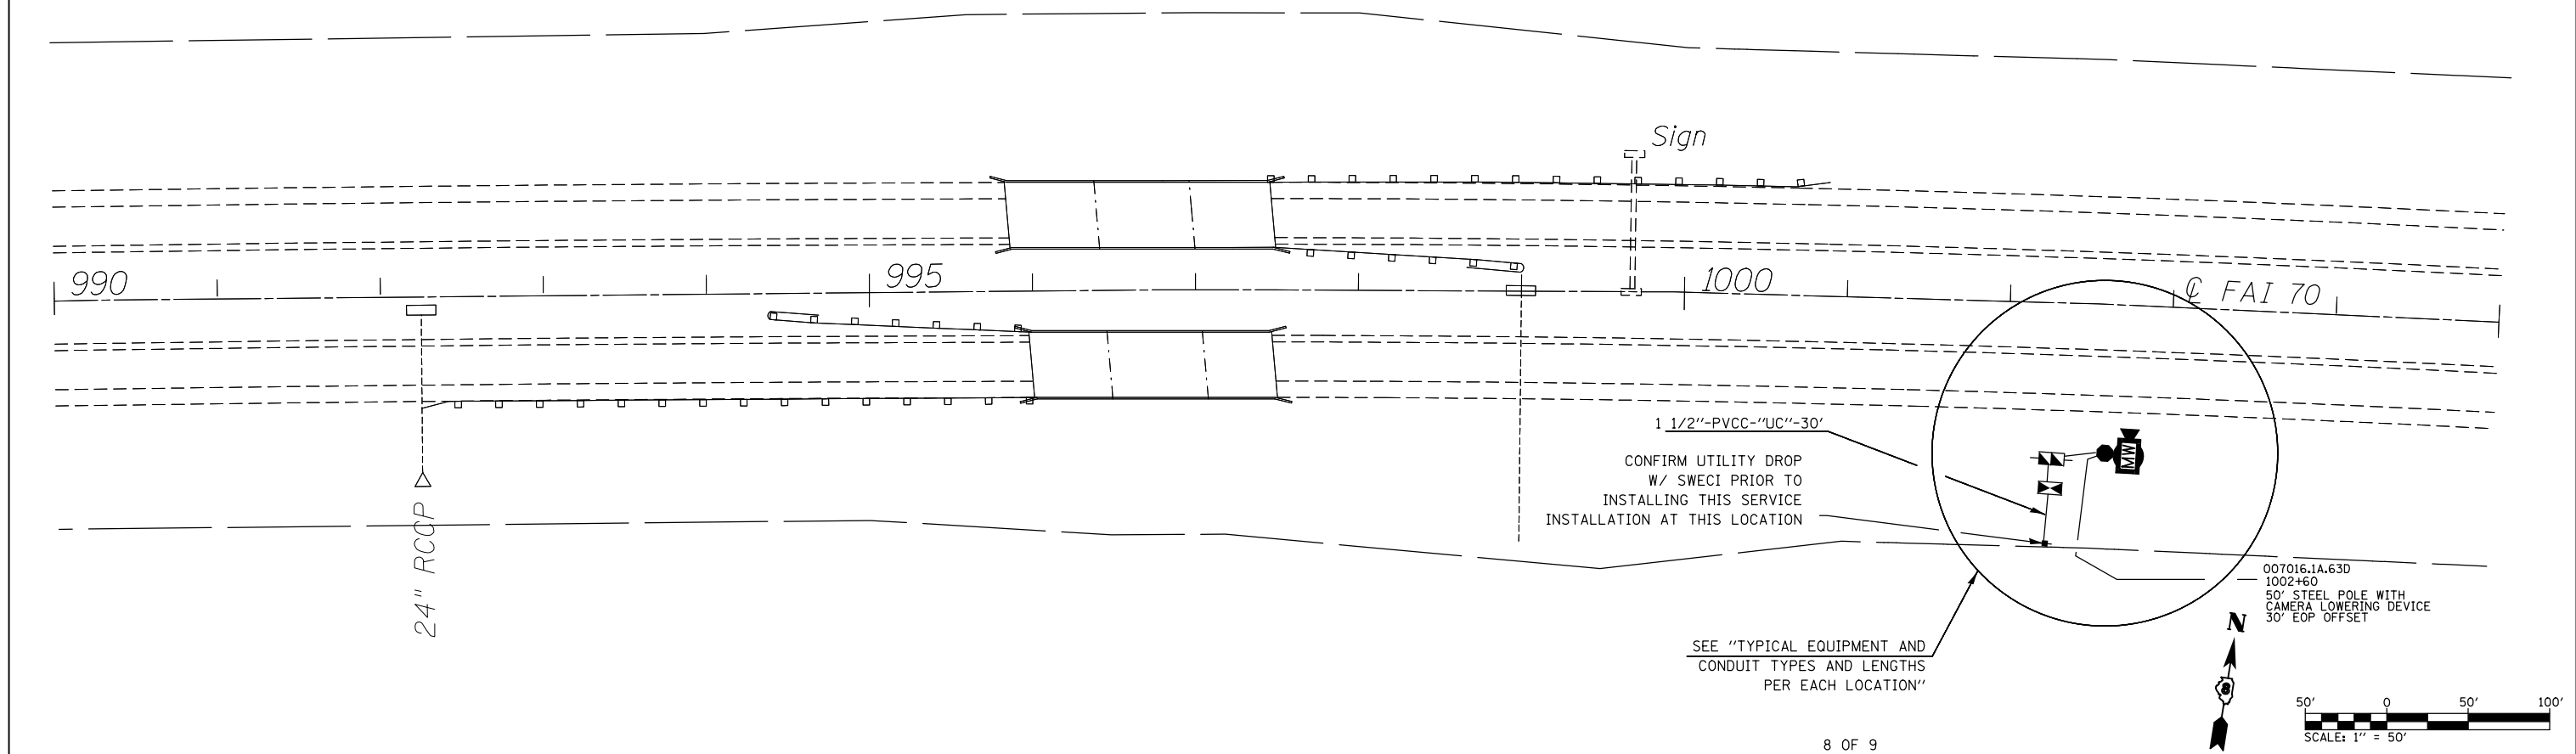 Sign
990
995
1000
℄ FAI 70
24" RCCP
1 1/2"-PVCC-"UC"-30'
CONFIRM UTILITY DROP
W/ SWECI PRIOR TO
INSTALLING THIS SERVICE
INSTALLATION AT THIS LOCATION
MW
007016.1A.63D
1002+60
50' STEEL POLE WITH
CAMERA LOWERING DEVICE
30' EOP OFFSET
SEE "TYPICAL EQUIPMENT AND
CONDUIT TYPES AND LENGTHS
PER EACH LOCATION"
N
8
50' 0 50' 100'
SCALE: 1" = 50'
8 OF 9